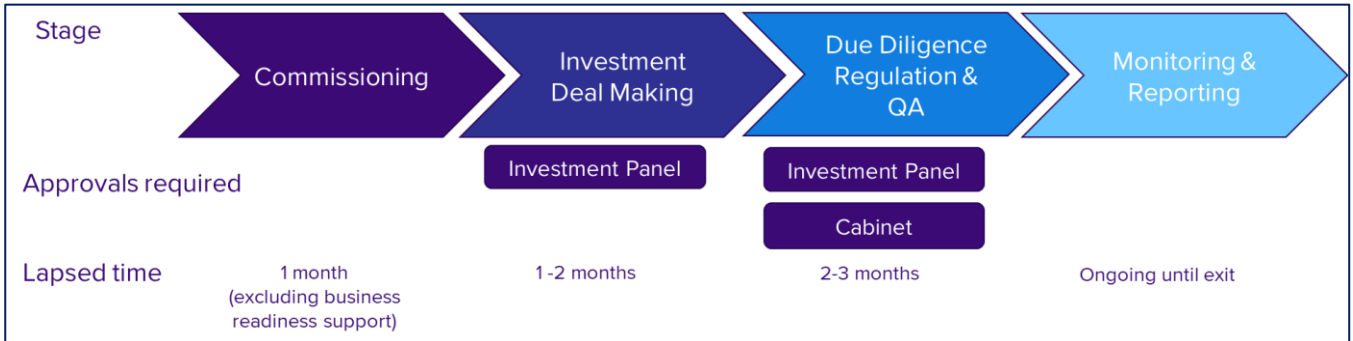 Stage
Commissioning
Investment
Deal Making
Due Diligence
Regulation &
QA
Monitoring &
Reporting
Approvals required
Investment Panel
Investment Panel
Cabinet
Lapsed time
1 month
(excluding business
readiness support)
1-2 months
2-3 months
Ongoing until exit